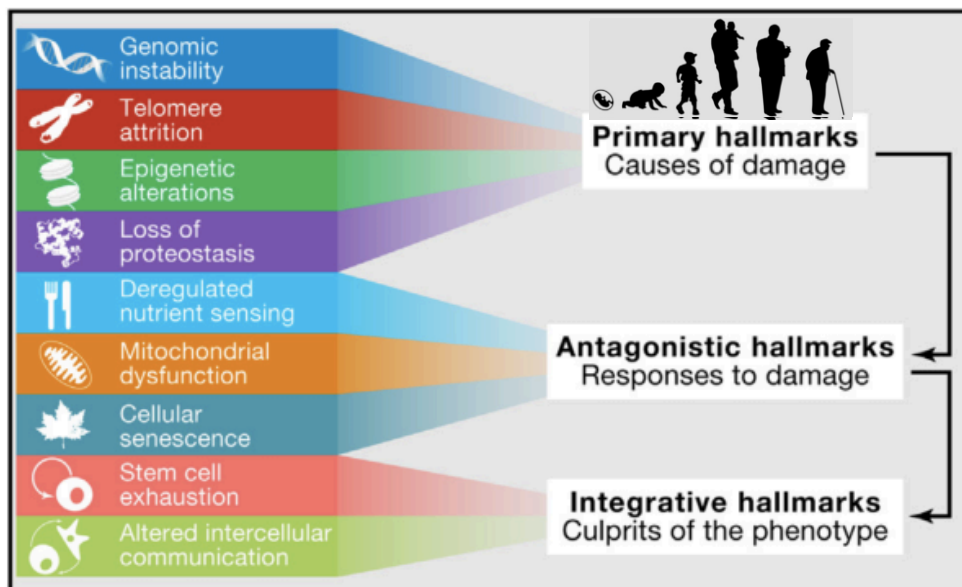 Genomic
instability
Telomere
attrition
Epigenetic
alterations
Loss of
proteostasis
Deregulated
nutrient sensing
Mitochondrial
dysfunction
Cellular
senescence
Stem cell
exhaustion
Altered intercellular
communication
Primary hallmarks
Causes of damage
Antagonistic hallmarks
Responses to damage
Integrative hallmarks
Culprits of the phenotype